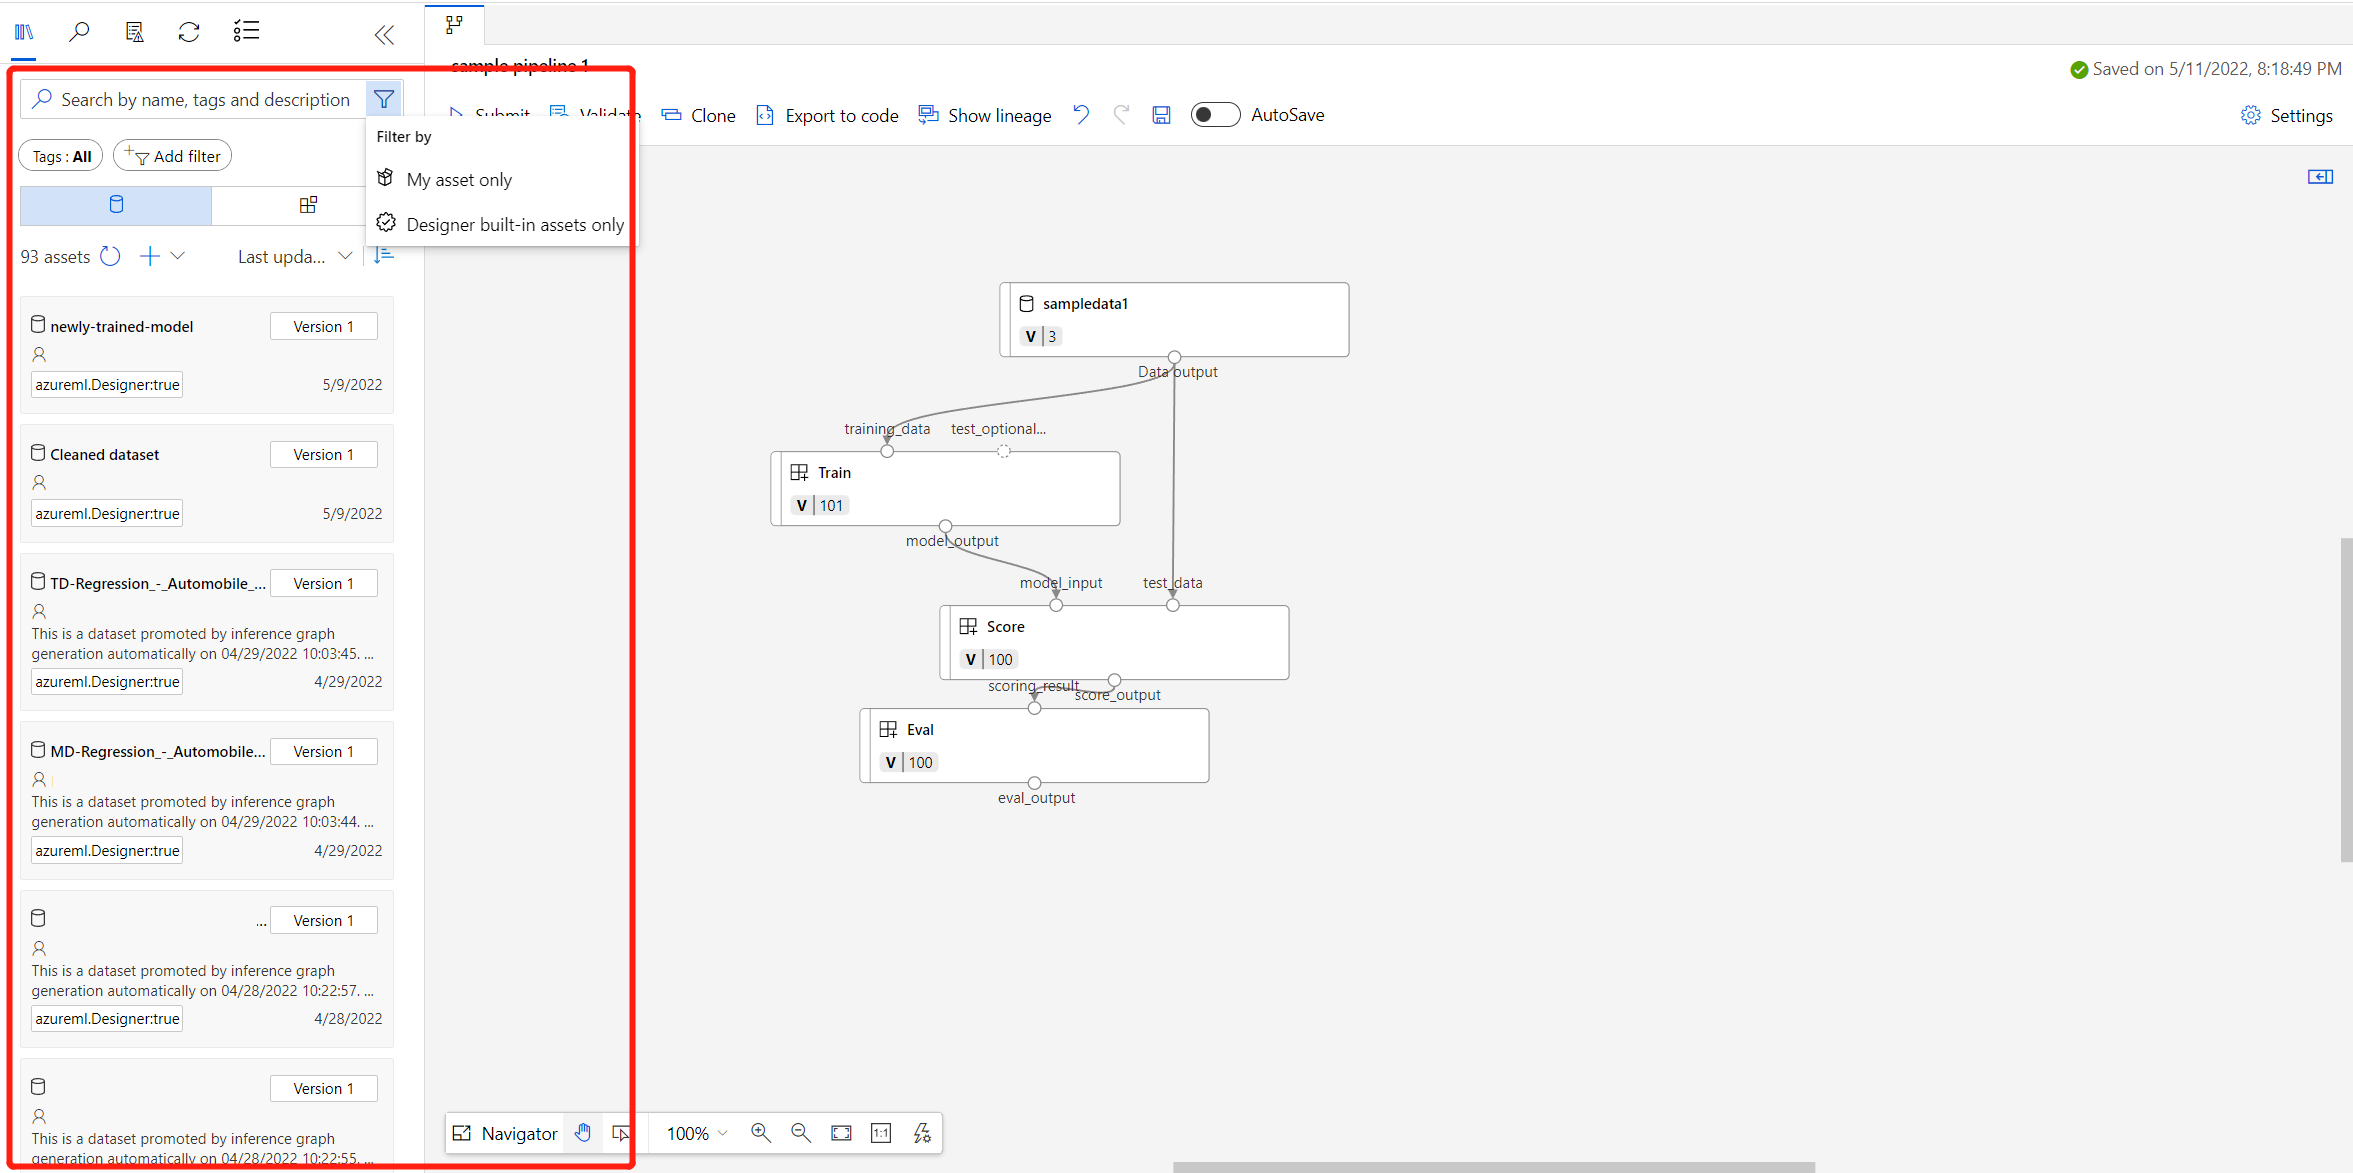 sample pipeline 1
Saved on 5/11/2022, 8:18:49 PM
Search by name, tags and description
Submit
Validate
Clone
Export to code
Show lineage
AutoSave
Settings
Filter by
My asset only
Designer built-in assets only
Tags : All
Add filter
93 assets
Last upda...
newly-trained-model
Version 1
azureml.Designer:true
5/9/2022
Cleaned dataset
Version 1
azureml.Designer:true
5/9/2022
TD-Regression_-_Automobile_...
Version 1
This is a dataset promoted by inference graph
generation automatically on 04/29/2022 10:03:45. ...
azureml.Designer:true
4/29/2022
MD-Regression_-_Automobile...
Version 1
This is a dataset promoted by inference graph
generation automatically on 04/29/2022 10:03:44. ...
azureml.Designer:true
4/29/2022
...
Version 1
This is a dataset promoted by inference graph
generation automatically on 04/28/2022 10:22:57. ...
azureml.Designer:true
4/28/2022
Version 1
This is a dataset promoted by inference graph
generation automatically on 04/28/2022 10:22:55. ...
sampledata1
V 3
Data output
training_data
test_optional...
Train
V 101
model_output
model_input
test_data
Score
V 100
scoring_result
score_output
Eval
V 100
eval_output
Navigator
100%
1:1